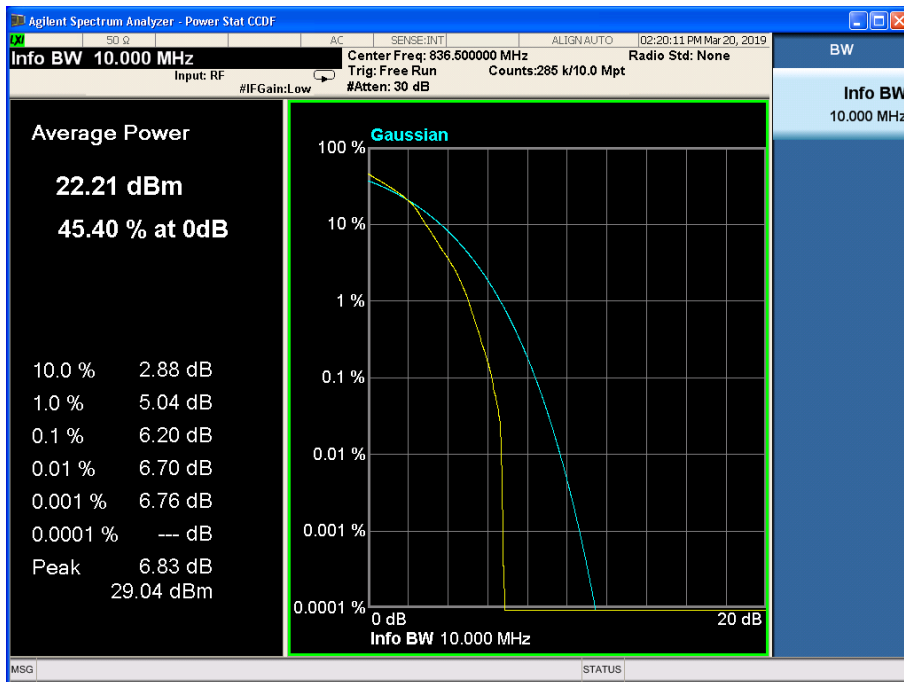 Agilent Spectrum Analyzer - Power Stat CCDF
LXI 50 Ω AC SENSE:INT ALIGN AUTO 02:20:11 PM Mar 20, 2019
Info BW 10.000 MHz
Center Freq: 836.500000 MHz Radio Std: None
Input: RF Trig: Free Run Counts:285 k/10.0 Mpt
#IFGain:Low #Atten: 30 dB
BW
Info BW
10.000 MHz
Average Power
22.21 dBm
45.40 % at 0dB
10.0 % 2.88 dB
1.0 % 5.04 dB
0.1 % 6.20 dB
0.01 % 6.70 dB
0.001 % 6.76 dB
0.0001 % --- dB
Peak 6.83 dB
29.04 dBm
Gaussian
100 %
10 %
1 %
0.1 %
0.01 %
0.001 %
0.0001 %
0 dB 20 dB
Info BW 10.000 MHz
MSG STATUS